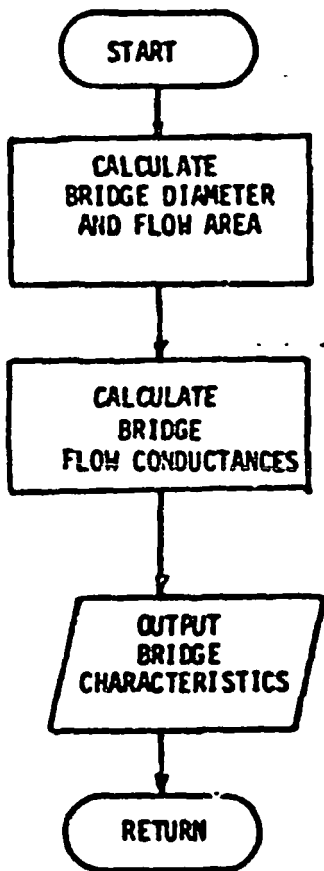 START
CALCULATE
BRIDGE DIAMETER
AND FLOW AREA
CALCULATE
BRIDGE
FLOW CONDUCTANCES
OUTPUT
BRIDGE
CHARACTERISTICS
RETURN